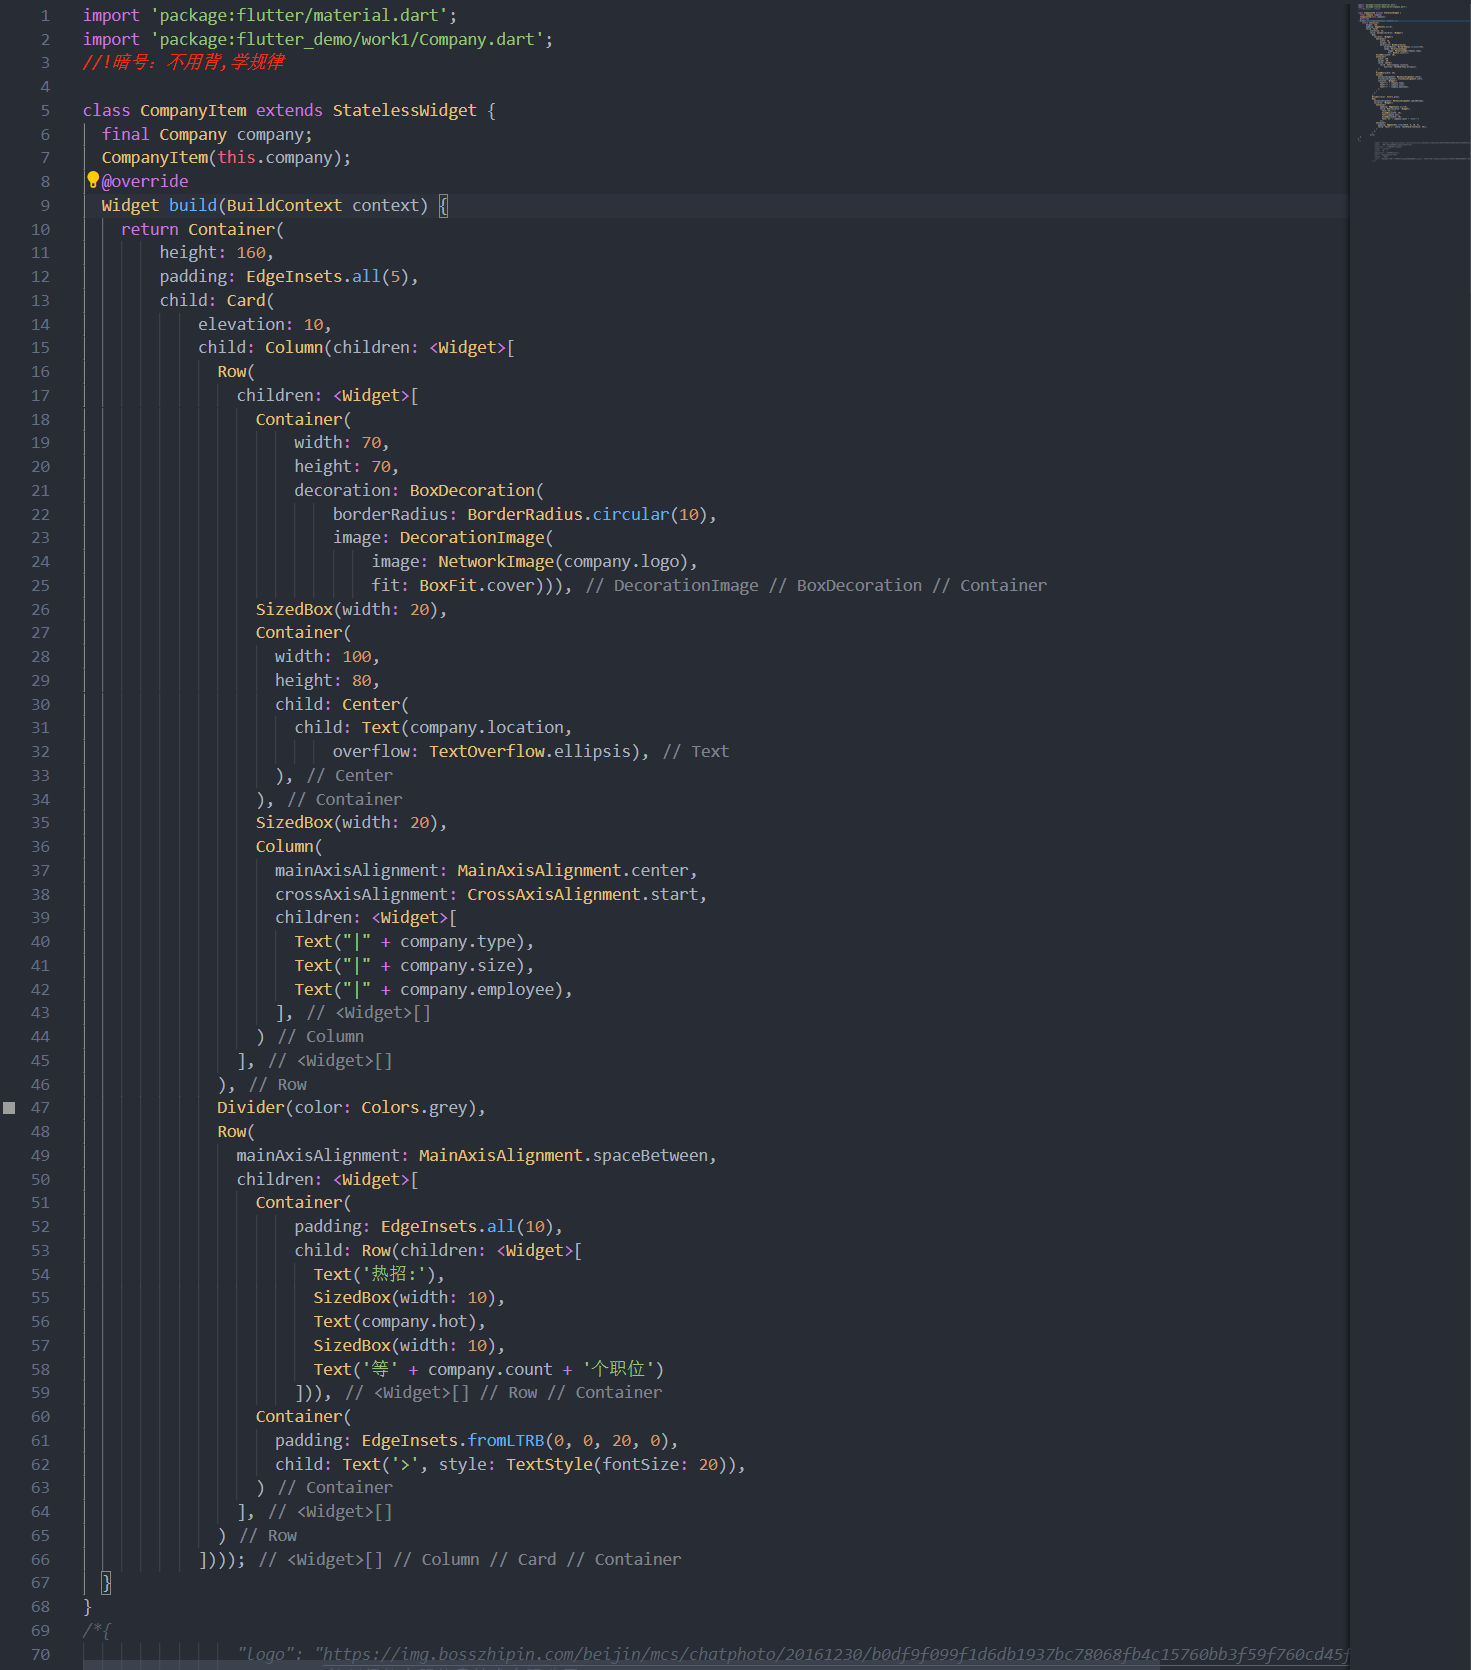 1 import 'package:flutter/material.dart';
2 import 'package:flutter_demo/work1/Company.dart';
3 //!暗号: 不用背,学规律
4
5 class CompanyItem extends StatelessWidget {
6 final Company company;
7 CompanyItem(this.company);
8 @override
9 Widget build(BuildContext context) {
10 return Container(
11 height: 160,
12 padding: EdgeInsets.all(5),
13 child: Card(
14 elevation: 10,
15 child: Column(children: <Widget>[
16 Row(
17 children: <Widget>[
18 Container(
19 width: 70,
20 height: 70,
21 decoration: BoxDecoration(
22 borderRadius: BorderRadius.circular(10),
23 image: DecorationImage(
24 image: NetworkImage(company.logo),
25 fit: BoxFit.cover))), // DecorationImage // BoxDecoration // Container
26 SizedBox(width: 20),
27 Container(
28 width: 100,
29 height: 80,
30 child: Center(
31 child: Text(company.location,
32 overflow: TextOverflow.ellipsis), // Text
33 ), // Center
34 ), // Container
35 SizedBox(width: 20),
36 Column(
37 mainAxisAlignment: MainAxisAlignment.center,
38 crossAxisAlignment: CrossAxisAlignment.start,
39 children: <Widget>[
40 Text("|" + company.type),
41 Text("|" + company.size),
42 Text("|" + company.employee),
43 ], // <Widget>[]
44 ) // Column
45 ], // <Widget>[]
46 ), // Row
47 Divider(color: Colors.grey),
48 Row(
49 mainAxisAlignment: MainAxisAlignment.spaceBetween,
50 children: <Widget>[
51 Container(
52 padding: EdgeInsets.all(10),
53 child: Row(children: <Widget>[
54 Text('热招:'),
55 SizedBox(width: 10),
56 Text(company.hot),
57 SizedBox(width: 10),
58 Text('等' + company.count + '个职位')
59 ])), // <Widget>[] // Row // Container
60 Container(
61 padding: EdgeInsets.fromLTRB(0, 0, 20, 0),
62 child: Text('>', style: TextStyle(fontSize: 20)),
63 ) // Container
64 ], // <Widget>[]
65 ) // Row
66 ]))); // <Widget>[] // Column // Card // Container
67 }
68 }
69 /*{
70 "logo": "https://img.bosszhipin.com/beijin/mcs/chatphoto/20161230/b0df9f099f1d6db1937bc78068fb4c15760bb3f59f760cd45f